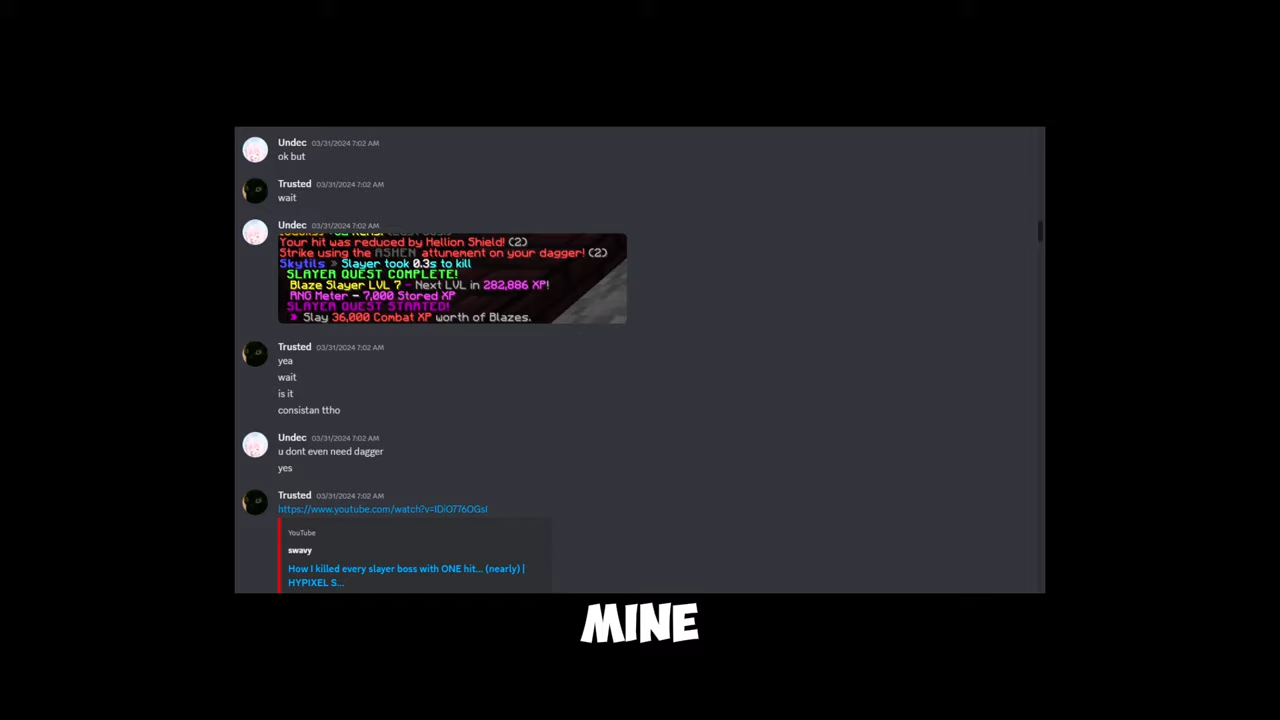 Undec 03/31/2024 7:02 AM
ok but
Trusted 03/31/2024 7:02 AM
wait
Undec 03/31/2024 7:02 AM
Your hit was reduced by Hellion Shield! (2)
Strike using the ASHEN attunement on your dagger! (2)
Skytils » Slayer took 0.3s to kill
SLAYER QUEST COMPLETE!
Blaze Slayer LVL 7 - Next LVL in 282,886 XP!
RNG Meter - 7,000 Stored XP
SLAYER QUEST STARTED!
» Slay 36,000 Combat XP worth of Blazes.
Trusted 03/31/2024 7:02 AM
yea
wait
is it
consistan ttho
Undec 03/31/2024 7:02 AM
u dont even need dagger
yes
Trusted 03/31/2024 7:02 AM
https://www.youtube.com/watch?v=IDiO776OGsI
YouTube
swavy
How I killed every slayer boss with ONE hit... (nearly) |
HYPIXEL S...
MINE